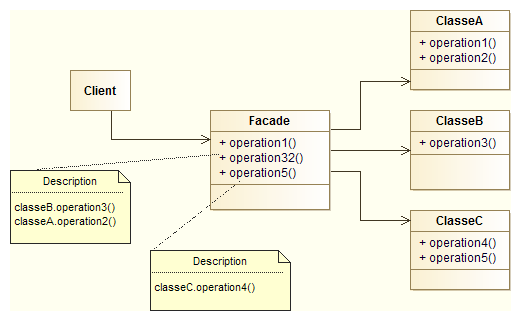 ClasseA
+ operation1()
+ operation2()
Client
Facade
+ operation1()
+ operation32()
+ operation5()
ClasseB
+ operation3()
Description
classeB.operation3()
classeA.operation2()
ClasseC
+ operation4()
+ operation5()
Description
classeC.operation4()